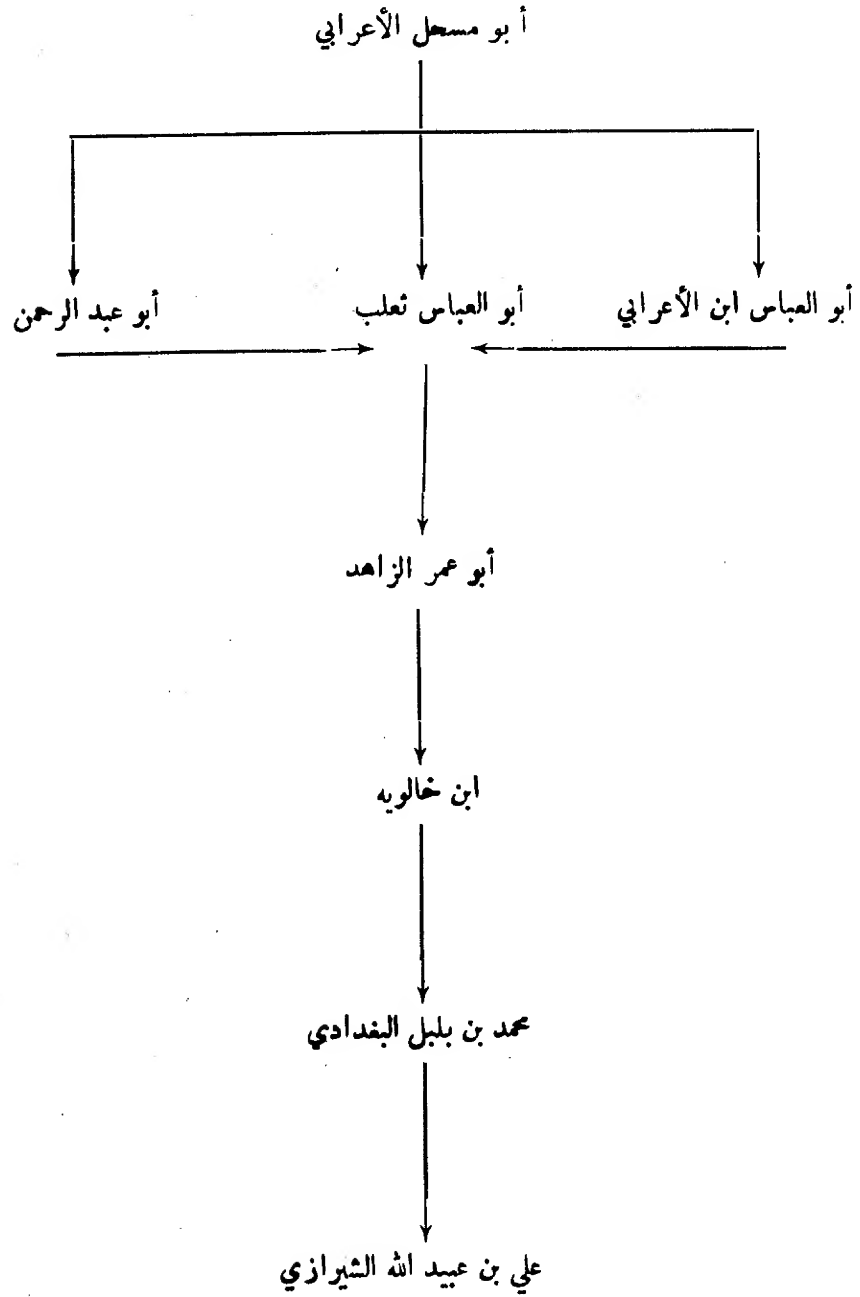 أبو مسحل الأعرابي
أبو العباس ابن الأعرابي
أبو العباس ثعلب
أبو عبد الرحمن
أبو عمر الزاهد
ابن خالويه
محمد بن بلبل البغدادي
علي بن عبيد الله الشيرازي